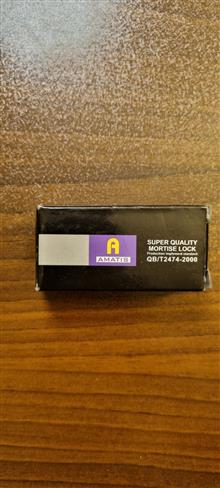 A
AMATIS
SUPER QUALITY
MORTISE LOCK
Production implement standard
QB/T2474-2000